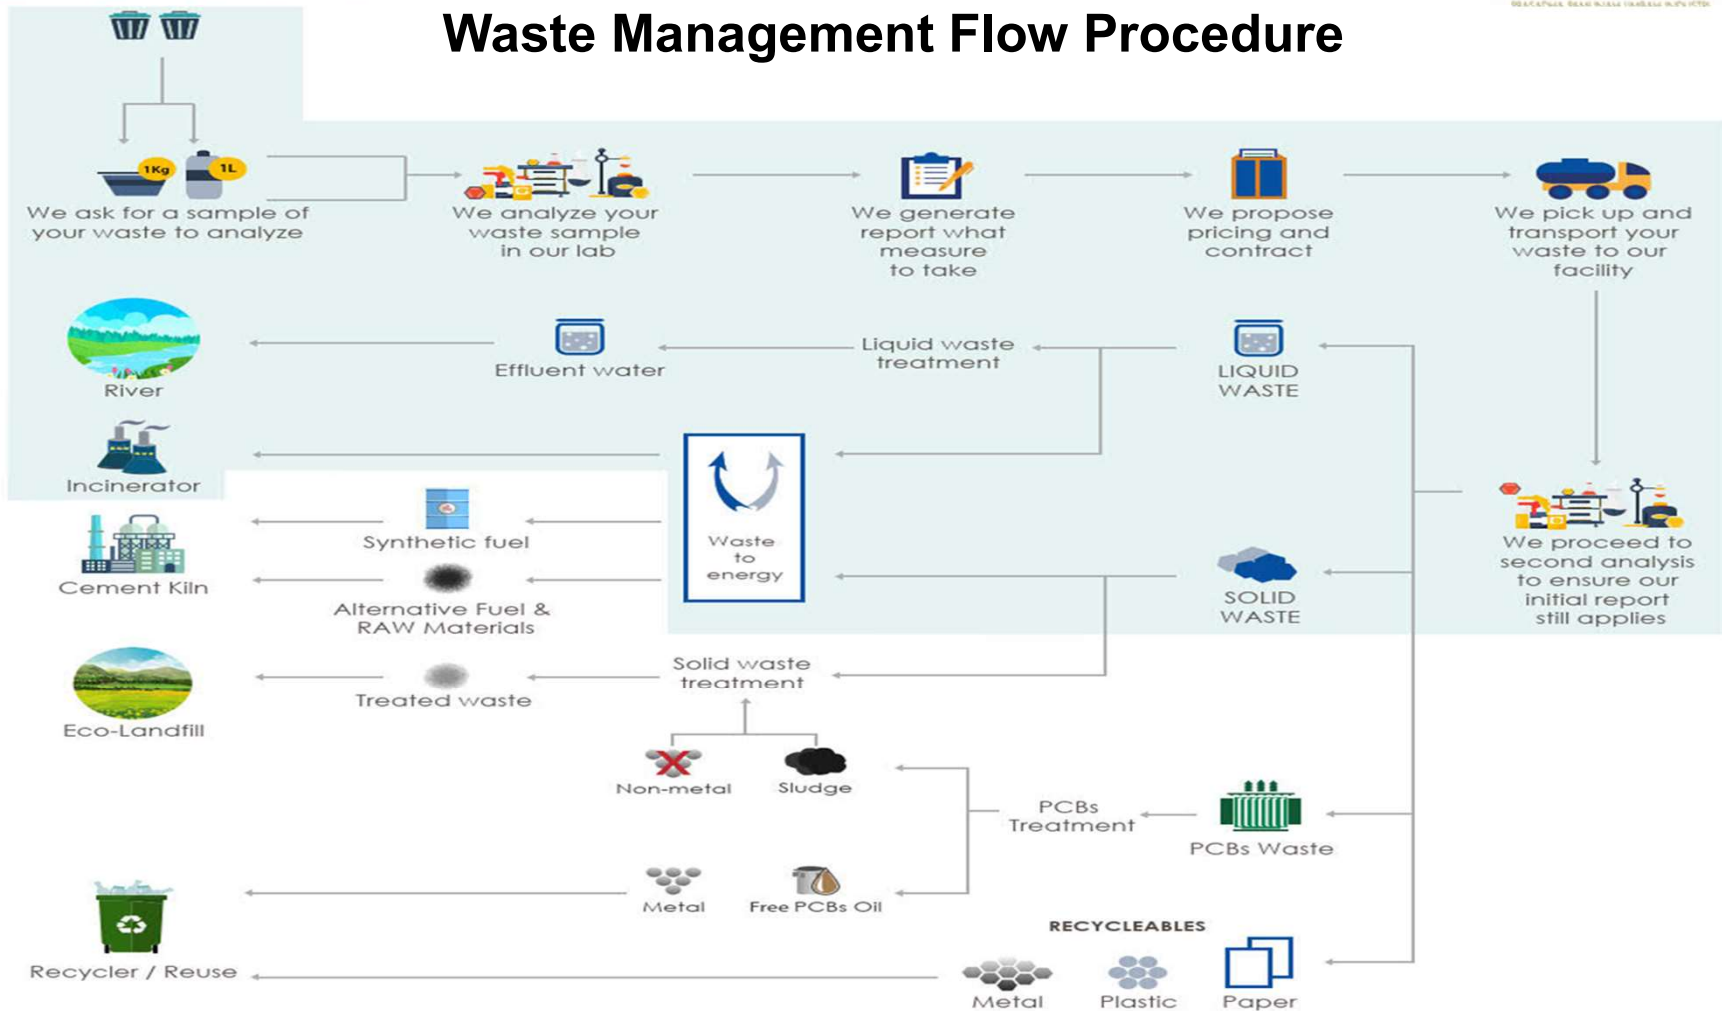 Waste Management Flow Procedure
1Kg
1L
We ask for a sample of
your waste to analyze
We analyze your
waste sample
in our lab
We generate
report what
measure
to take
We propose
pricing and
contract
We pick up and
transport your
waste to our
facility
River
Effluent water
Liquid waste
treatment
LIQUID
WASTE
Incinerator
Waste
to
energy
Synthetic fuel
Cement Kiln
Alternative Fuel &
RAW Materials
SOLID
WASTE
We proceed to
second analysis
to ensure our
initial report
still applies
Solid waste
treatment
Treated waste
Eco-Landfill
Non-metal
Sludge
PCBs
Treatment
PCBs Waste
Metal
Free PCBs Oil
RECYCLEABLES
Recycler / Reuse
Metal
Plastic
Paper